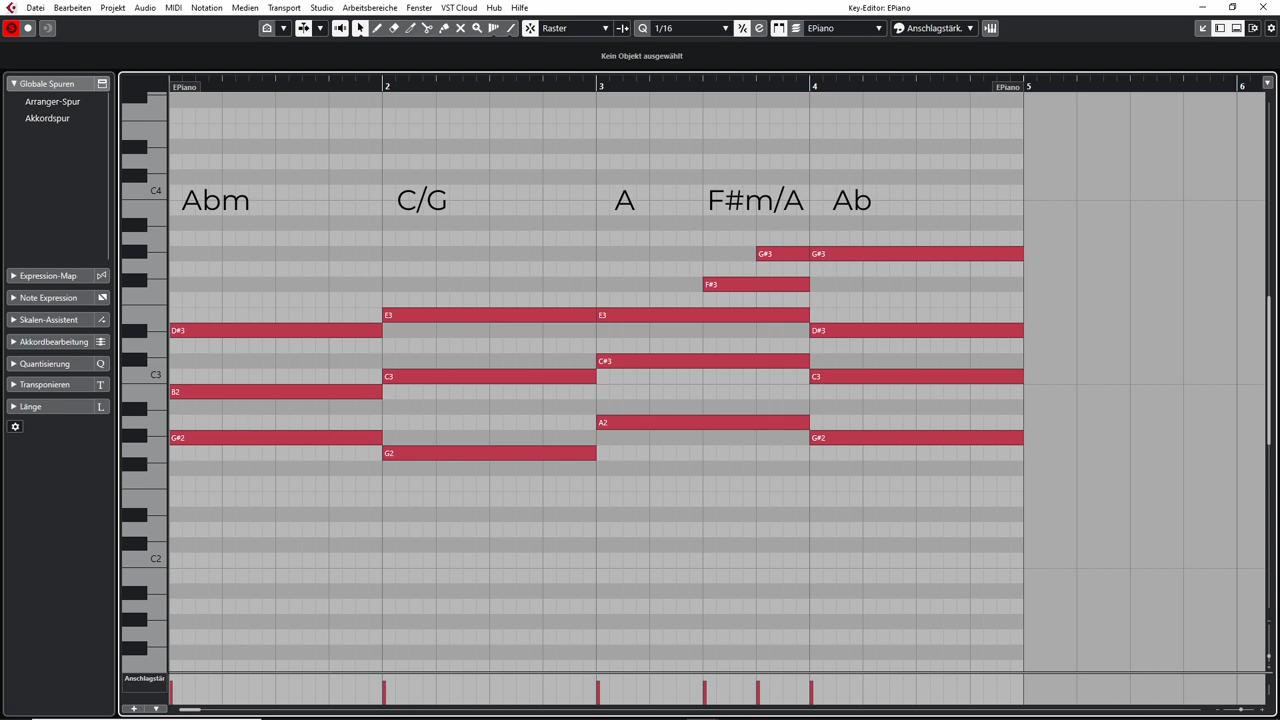 Datei Bearbeiten Projekt Audio MIDI Notation Medien Transport Studio Arbeitsbereiche Fenster VST Cloud Hub Hilfe Key-Editor: EPiano
Raster 1/16 EPiano Anschlagstärk.
Kein Objekt ausgewählt
Globale Spuren
Arranger-Spur
Akkordspur
Expression-Map
Note Expression
Skalen-Assistent
Akkordbearbeitung
Quantisierung
Transponieren
Länge
EPiano 2 3 4 EPiano 5 6
C4
Abm C/G A F#m/A Ab
G#3 G#3
F#3
E3 E3
D#3 D#3
C#3
C3 C3 C3
B2
A2
G#2 G#2
G2
C2
Anschlagstär